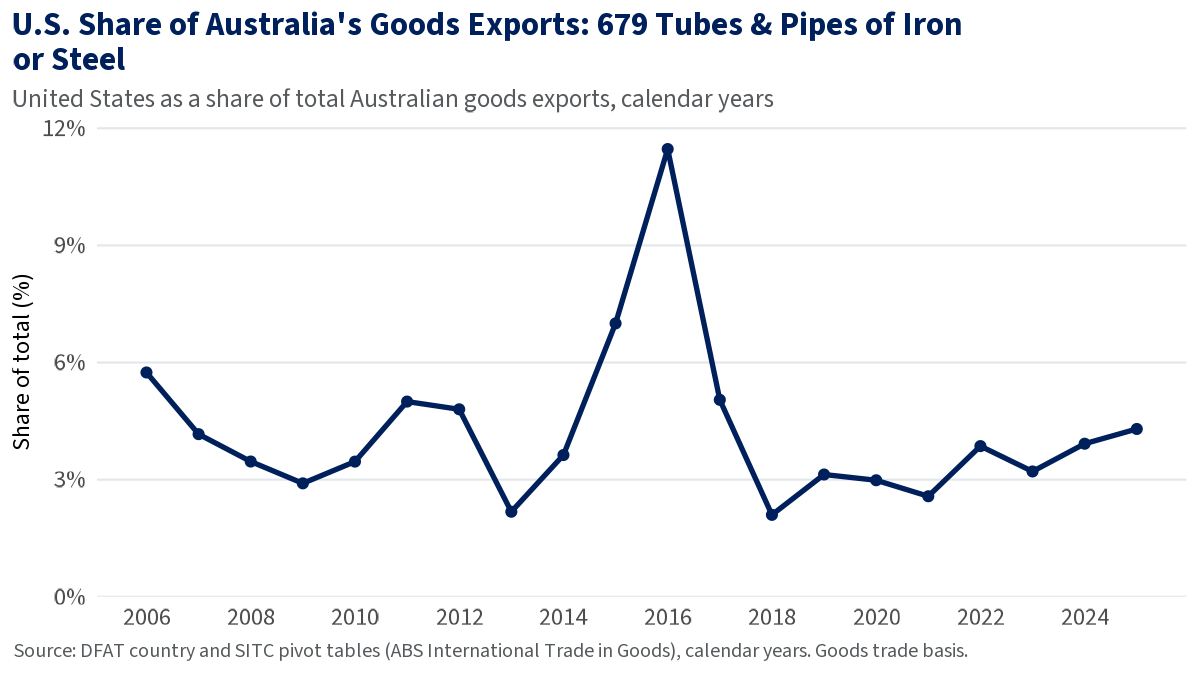 U.S. Share of Australia's Goods Exports: 679 Tubes & Pipes of Iron
or Steel
United States as a share of total Australian goods exports, calendar years
Share of total (%)
12%
9%
6%
3%
0%
2006 2008 2010 2012 2014 2016 2018 2020 2022 2024
Source: DFAT country and SITC pivot tables (ABS International Trade in Goods), calendar years. Goods trade basis.